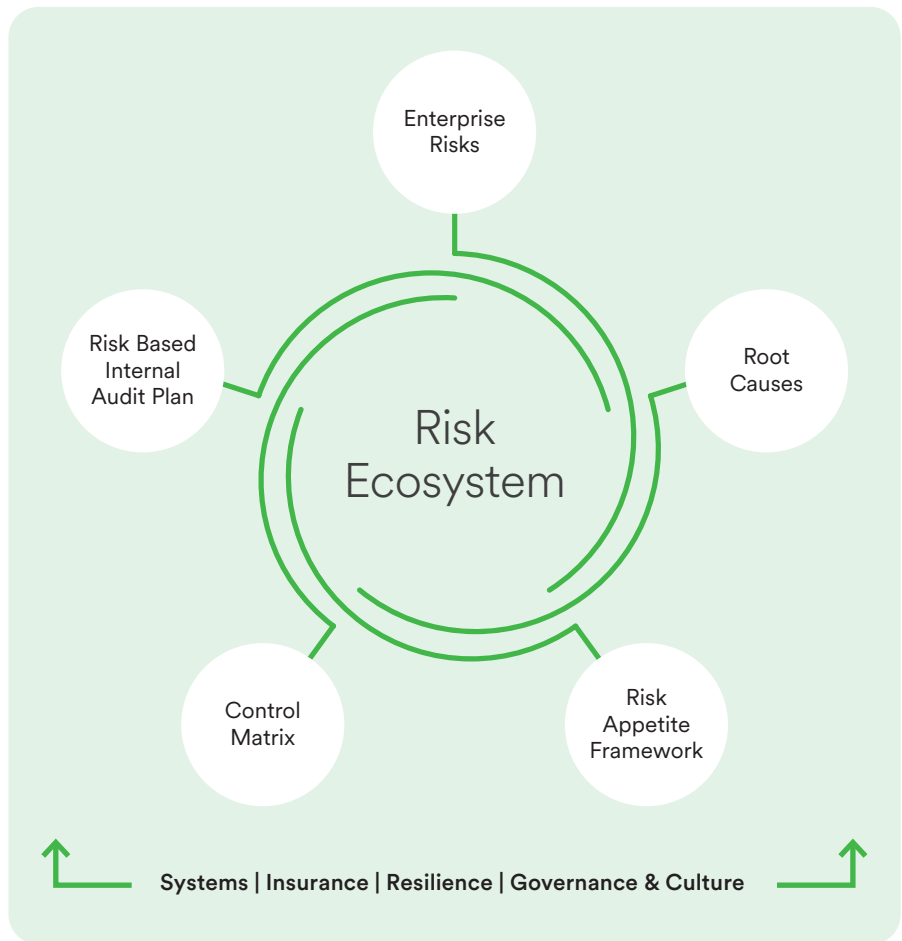 Enterprise
Risks
Root
Causes
Risk Based
Internal
Audit Plan
Risk
Ecosystem
Control
Matrix
Risk
Appetite
Framework
Systems | Insurance | Resilience | Governance & Culture